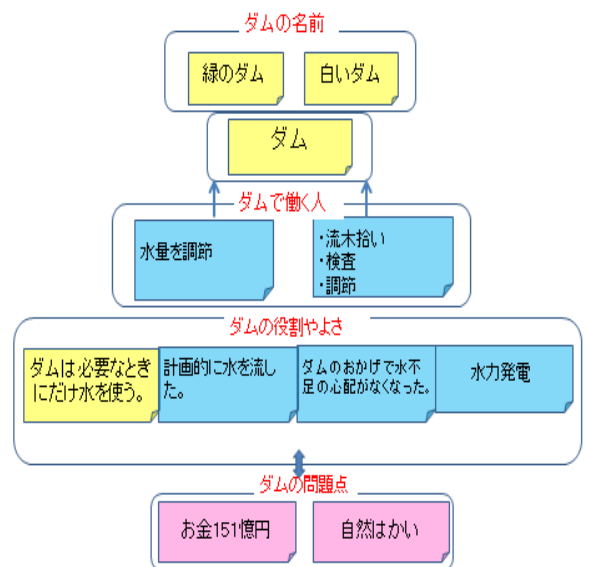 ダムの名前
緑のダム
白いダム
ダム
ダムで働く人
水量を調節
・流木拾い
・検査
・調節
ダムの役割やよさ
ダムは必要なとき
にだけ水を使う。
計画的に水を流し
た。
ダムのおかげで水不
足の心配がなくなった。
水力発電
ダムの問題点
お金151億円
自然はかい